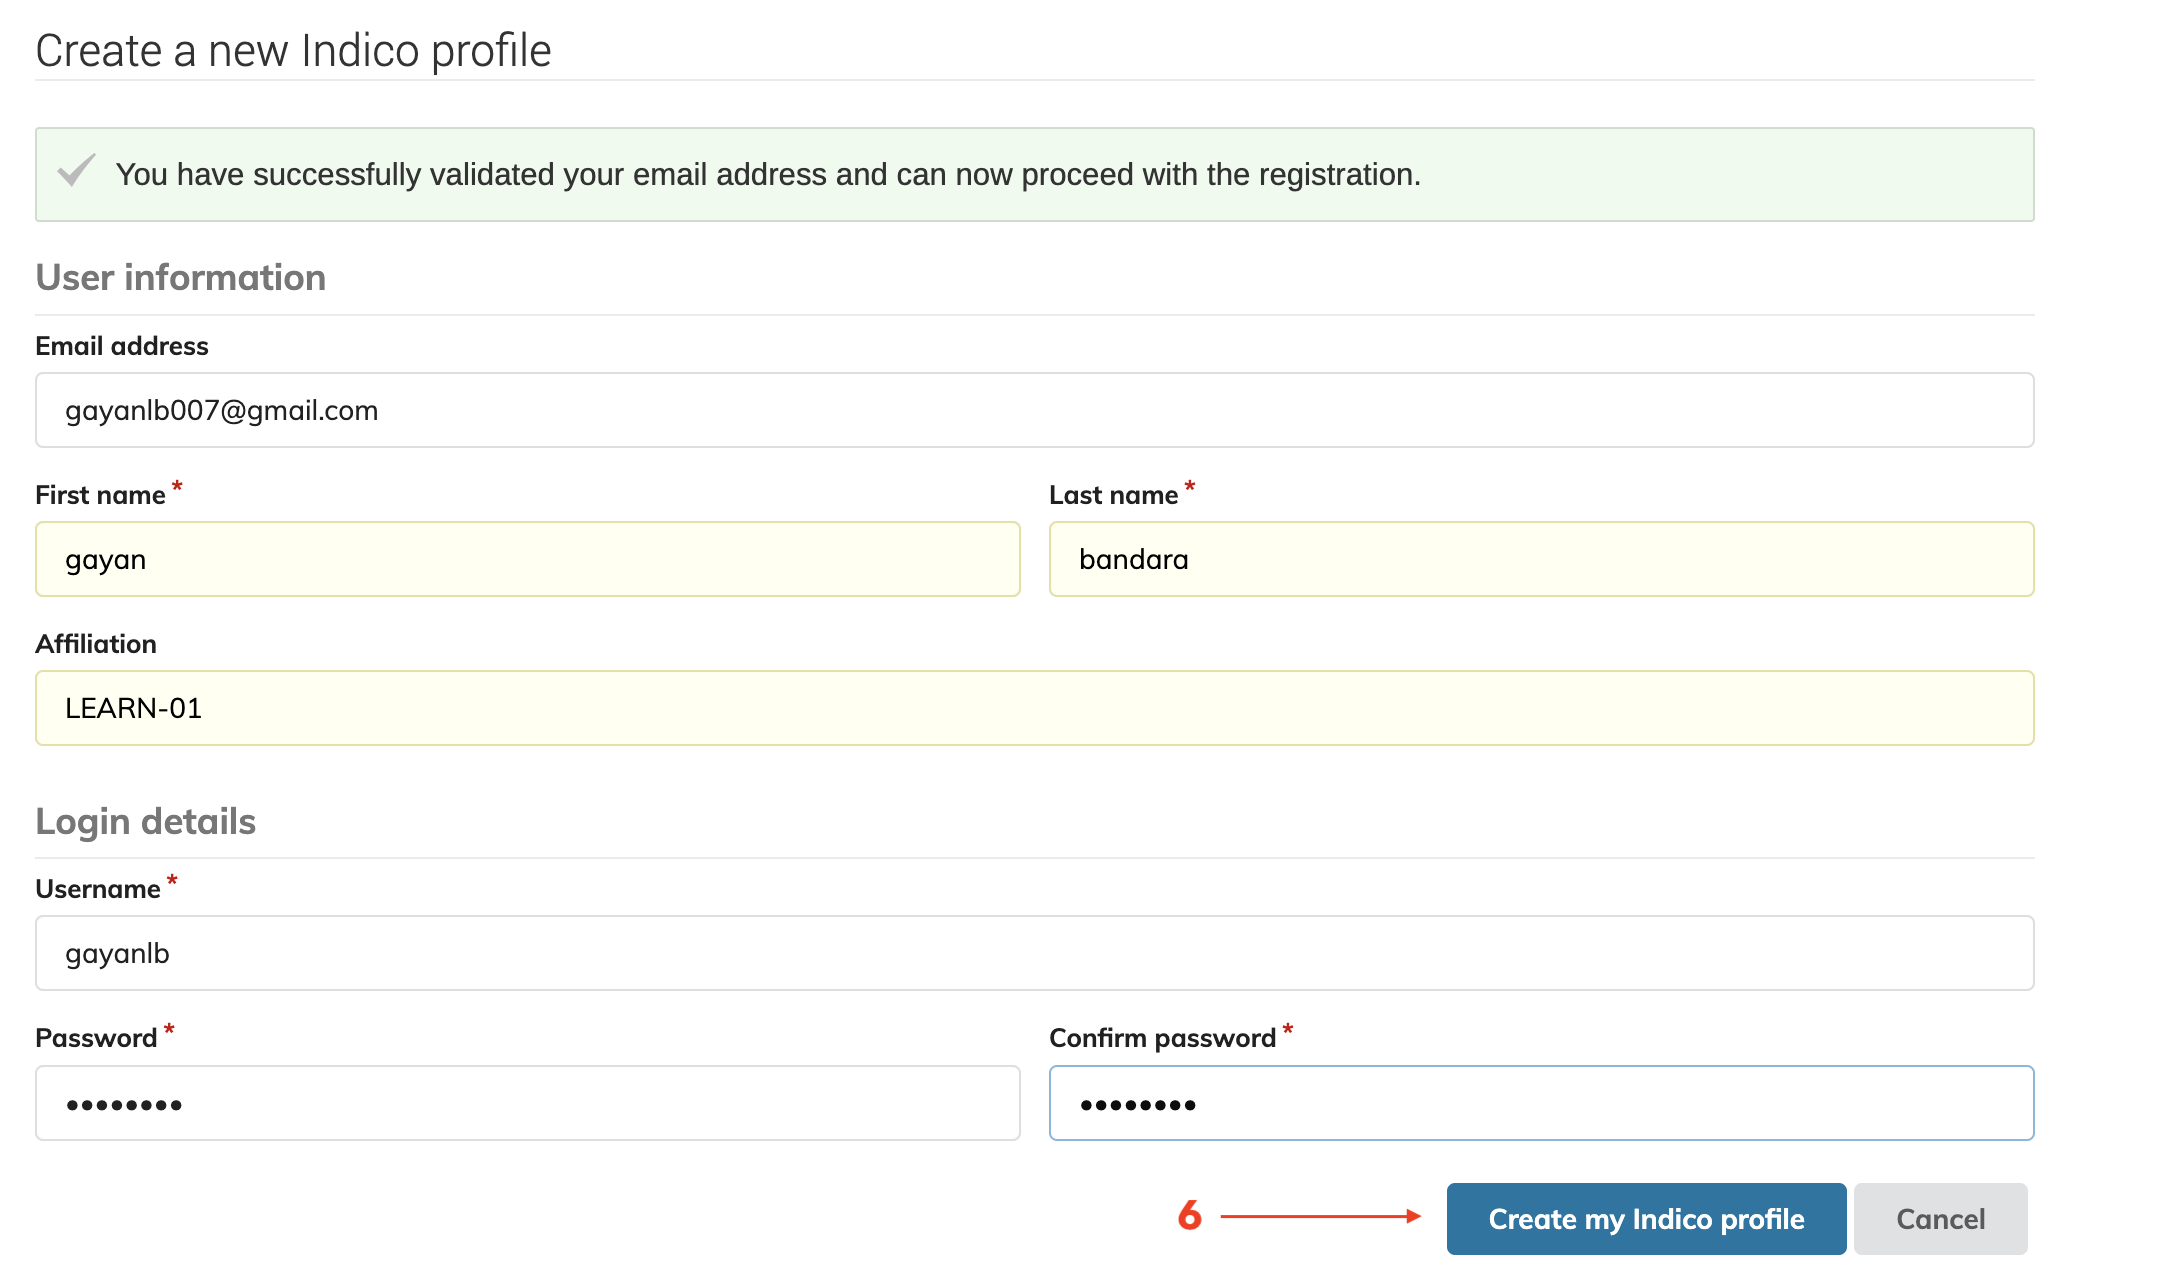 Create a new Indico profile
You have successfully validated your email address and can now proceed with the registration.
User information
Email address
gayanlb007@gmail.com
First name *
Last name *
gayan
bandara
Affiliation
LEARN-01
Login details
Username *
gayanlb
Password *
Confirm password *
••••••••
••••••••
6
Create my Indico profile
Cancel